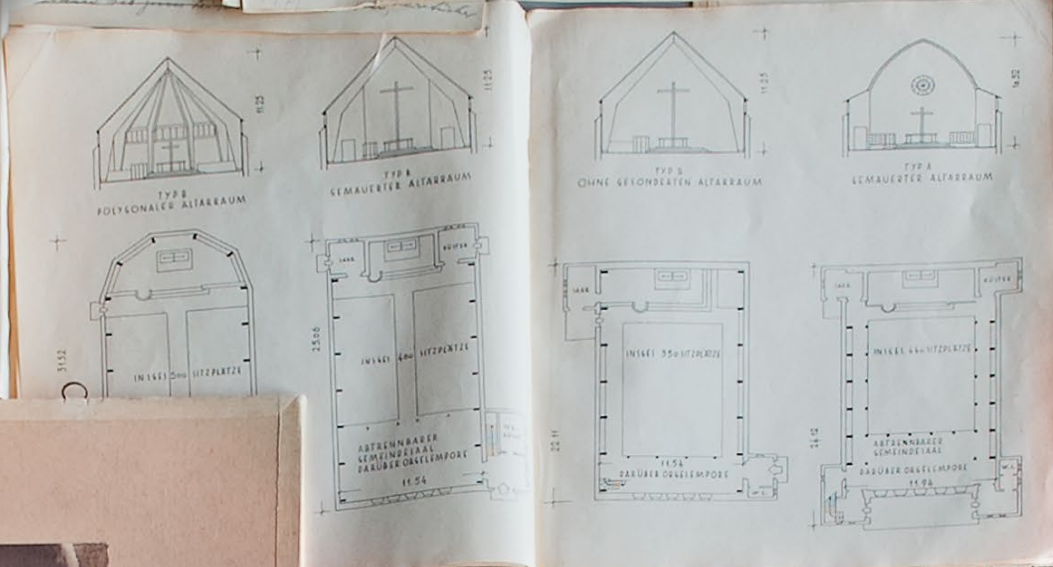 11.25
TYP B
POLYGONALER ALTARRAUM
11.25
TYP B
GEMAUERTER ALTARRAUM
31.52
INSGES. 500 SITZPLÄTZE
25.06
KÜSTER
INSGES. 400 SITZPLÄTZE
ABTRENNBARER
GEMEINDESAAL
DARÜBER ORGELEMPORE
11.54
11.25
TYP B
OHNE GESONDERTEN ALTARRAUM
TYP A
GEMAUERTER ALTARRAUM
22.11
INSGES. 350 SITZPLÄTZE
11.54
DARÜBER ORGELEMPORE
W.C.
KÜSTER
INSGES. 440 SITZPLÄTZE
ABTRENNBARER
GEMEINDESAAL
DARÜBER ORGELEMPORE
11.94
W.C.